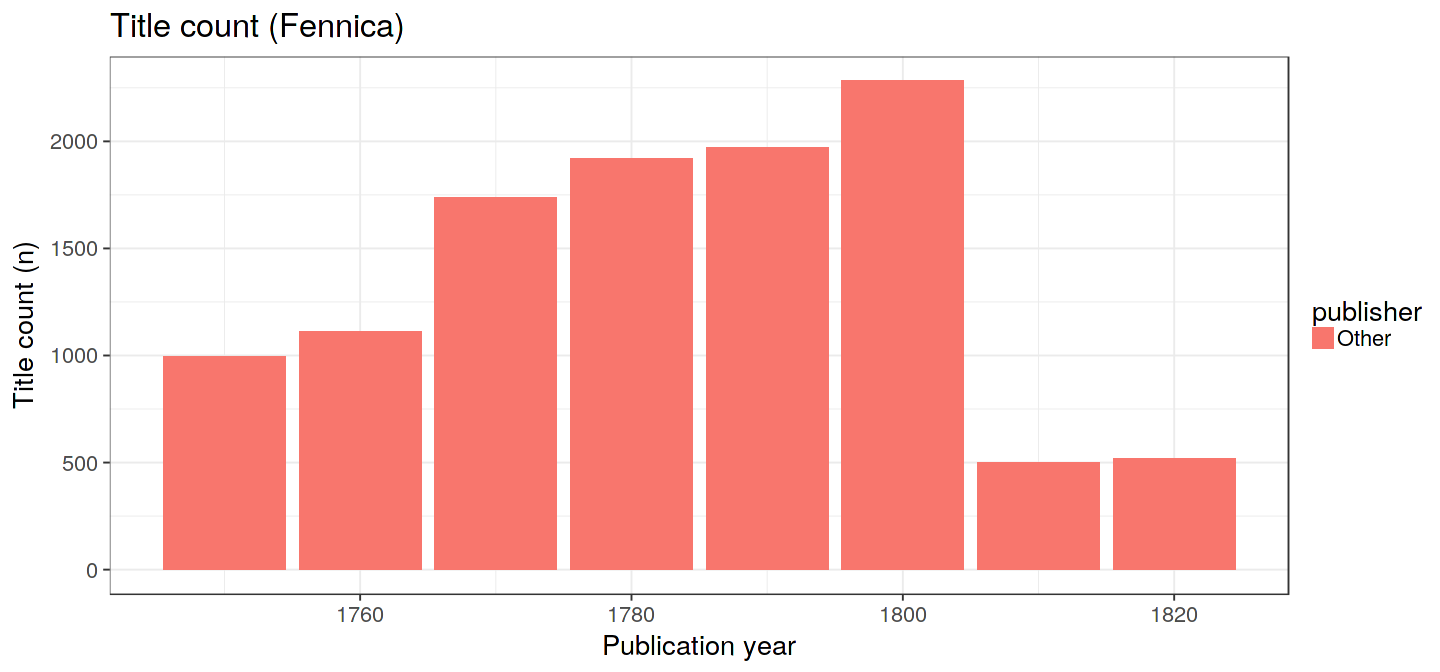 Title count (Fennica)
Title count (n)
2000
1500
1000
500
0
1760 1780 1800 1820
Publication year
publisher
Other